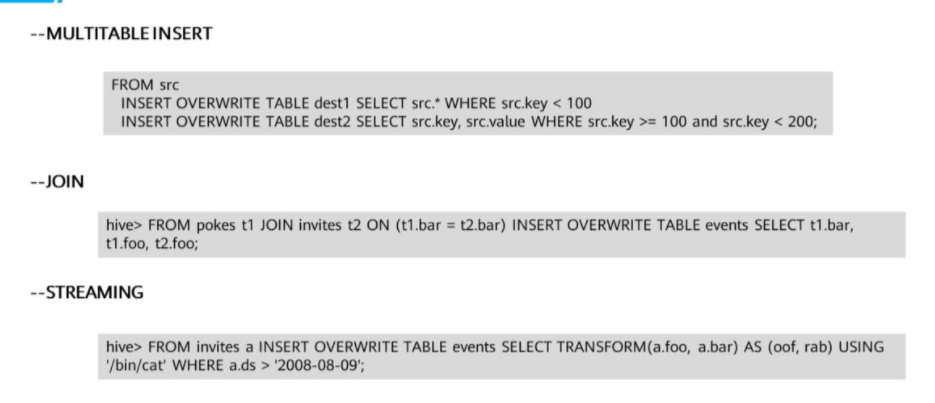 --MULTITABLE INSERT
FROM src
INSERT OVERWRITE TABLE dest1 SELECT src.* WHERE src.key < 100
INSERT OVERWRITE TABLE dest2 SELECT src.key, src.value WHERE src.key >= 100 and src.key < 200;
--JOIN
hive> FROM pokes t1 JOIN invites t2 ON (t1.bar = t2.bar) INSERT OVERWRITE TABLE events SELECT t1.bar,
t1.foo, t2.foo;
--STREAMING
hive> FROM invites a INSERT OVERWRITE TABLE events SELECT TRANSFORM(a.foo, a.bar) AS (oof, rab) USING
'/bin/cat' WHERE a.ds > '2008-08-09';